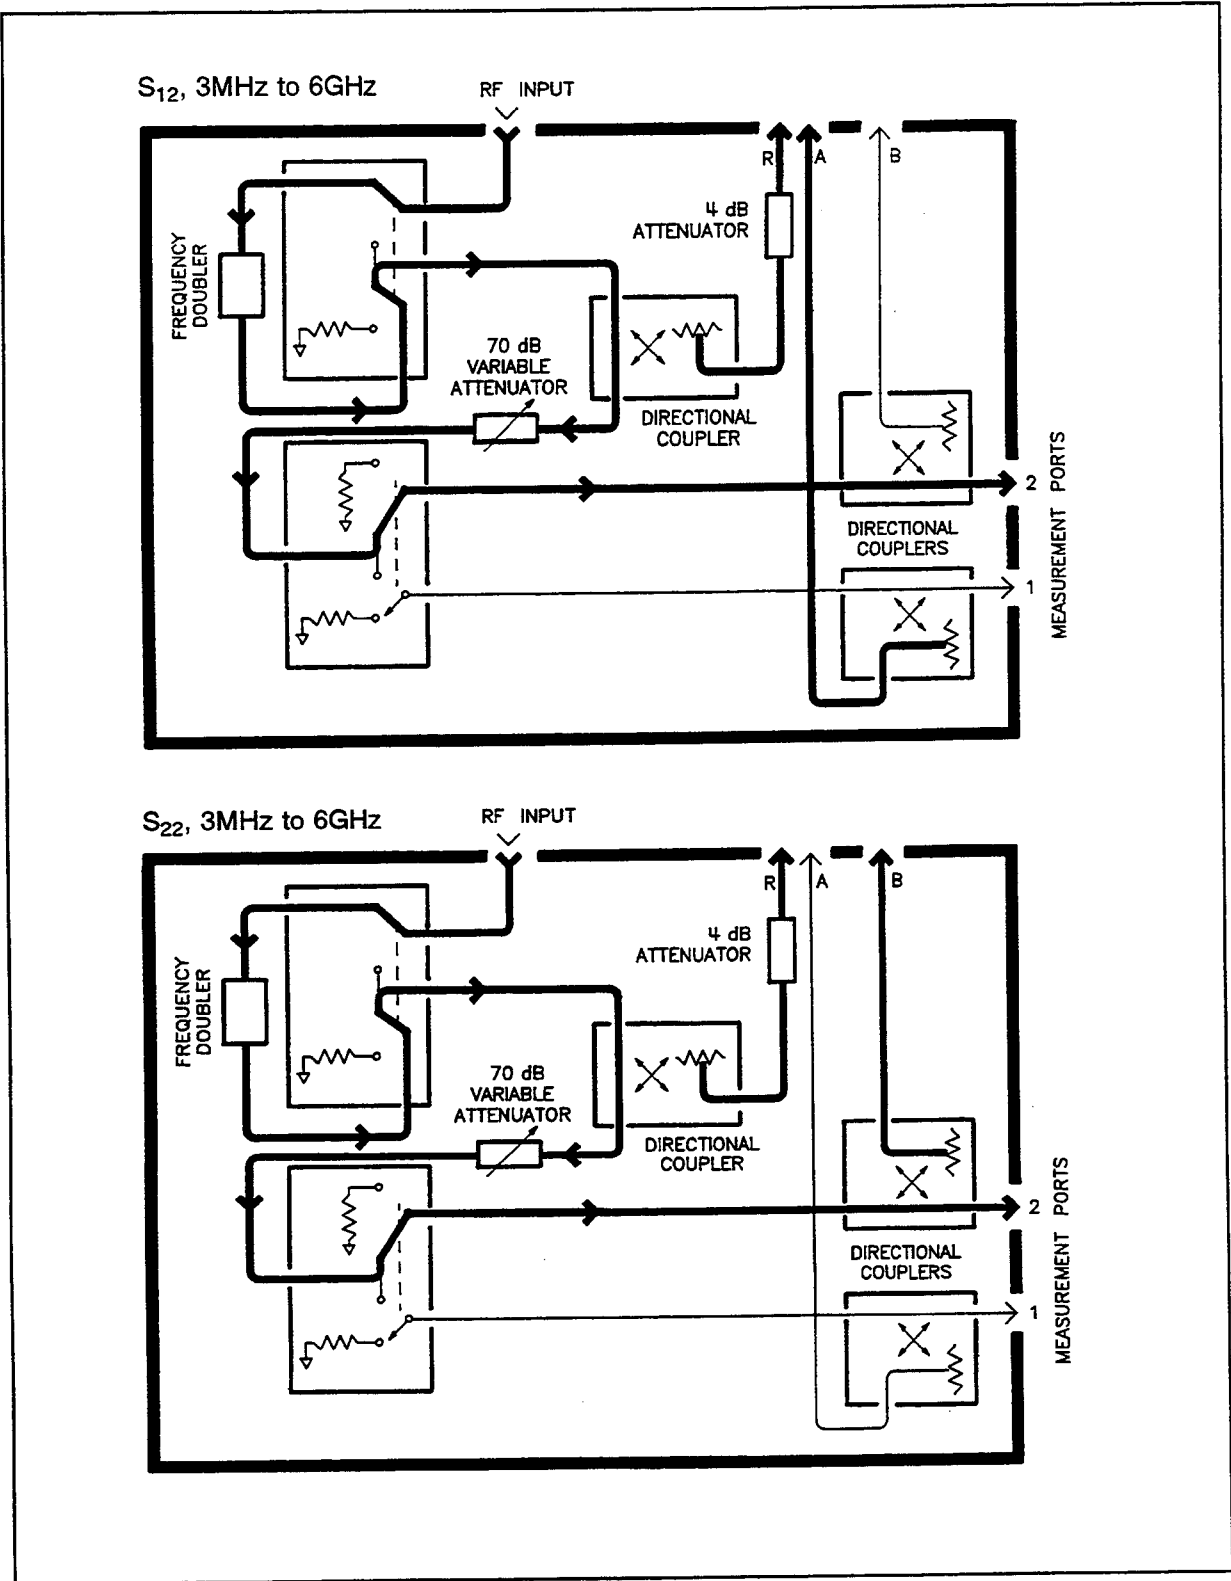 S12, 3MHz to 6GHz
RF INPUT
R
A
B
4 dB
ATTENUATOR
FREQUENCY
DOUBLER
70 dB
VARIABLE
ATTENUATOR
DIRECTIONAL
COUPLER
2
DIRECTIONAL
COUPLERS
1
MEASUREMENT PORTS
S22, 3MHz to 6GHz
RF INPUT
R
A
B
4 dB
ATTENUATOR
FREQUENCY
DOUBLER
70 dB
VARIABLE
ATTENUATOR
DIRECTIONAL
COUPLER
2
DIRECTIONAL
COUPLERS
1
MEASUREMENT PORTS